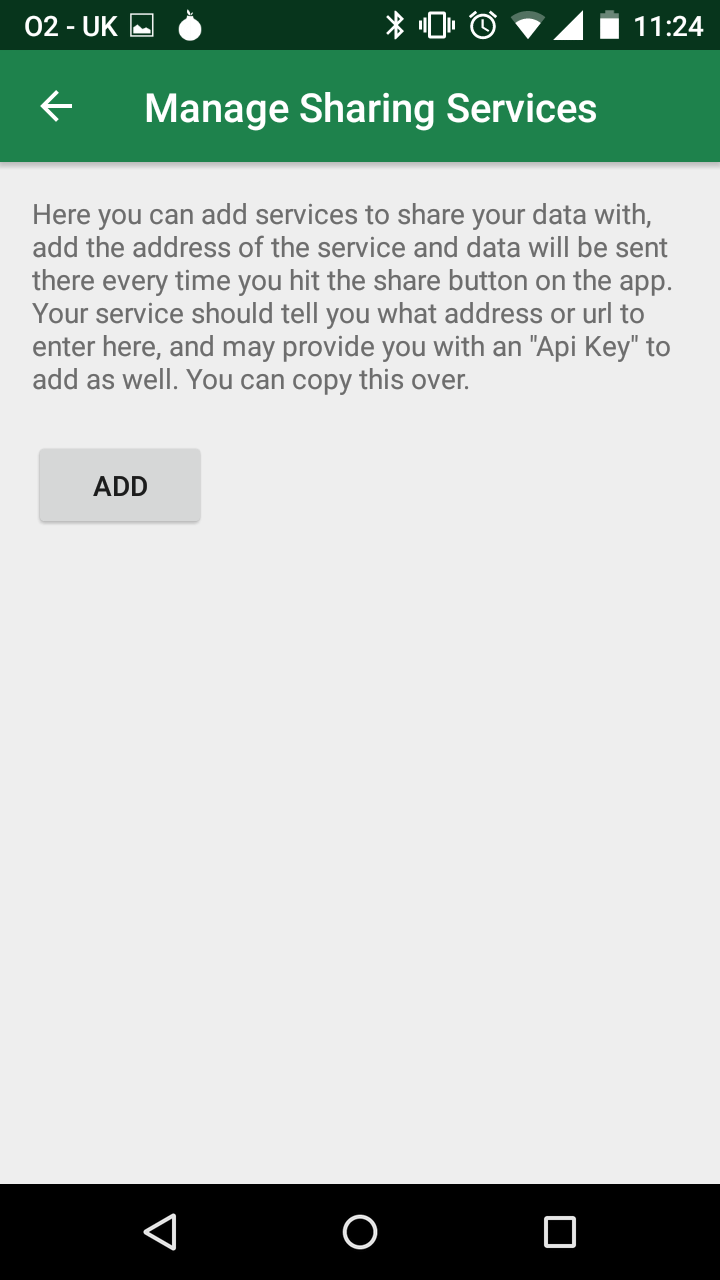 O2 - UK 11:24
Manage Sharing Services
Here you can add services to share your data with,
add the address of the service and data will be sent
there every time you hit the share button on the app.
Your service should tell you what address or url to
enter here, and may provide you with an "Api Key" to
add as well. You can copy this over.
ADD